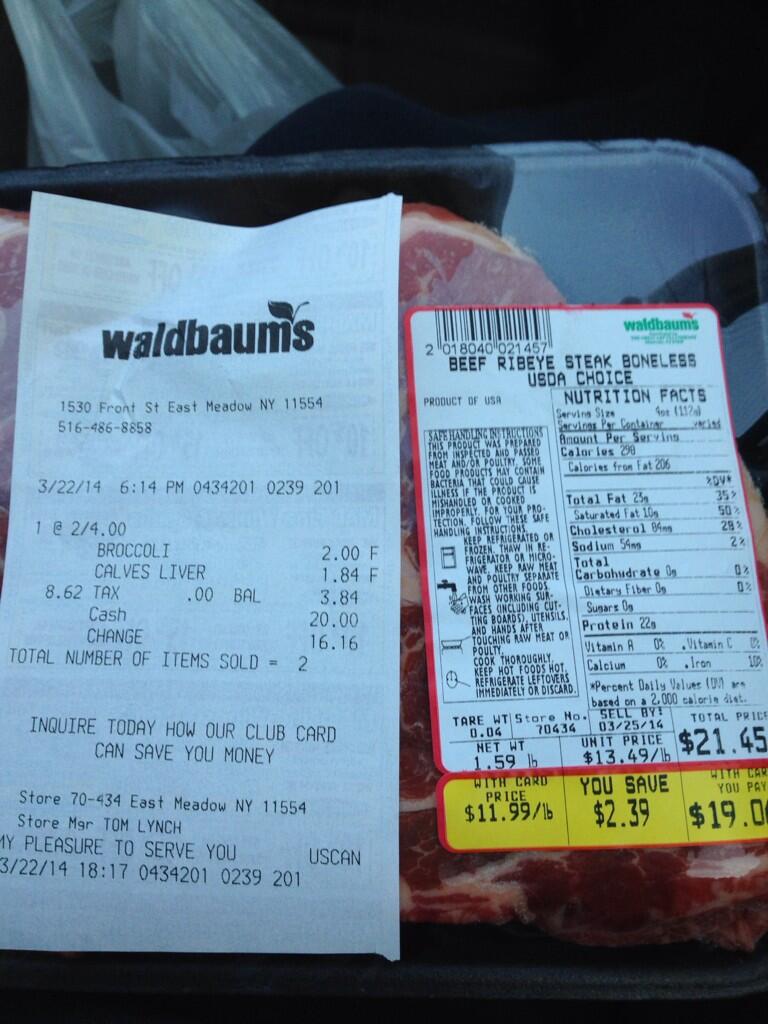 waldbaum's
1530 Front St East Meadow NY 11554
516-486-8858
3/22/14 6:14 PM 0434201 0239 201
1 @ 2/4.00
BROCCOLI 2.00 F
CALVES LIVER 1.84 F
8.62 TAX .00 BAL 3.84
Cash 20.00
CHANGE 16.16
TOTAL NUMBER OF ITEMS SOLD = 2
INQUIRE TODAY HOW OUR CLUB CARD
CAN SAVE YOU MONEY
Store 70-434 East Meadow NY 11554
Store Mgr TOM LYNCH
MY PLEASURE TO SERVE YOU USCAN
3/22/14 18:17 0434201 0239 201
waldbaums
2 018040 021457
BEEF RIBEYE STEAK BONELESS
USDA CHOICE
PRODUCT OF USA
SAFE HANDLING INSTRUCTIONS
THIS PRODUCT WAS PREPARED
FROM INSPECTED AND PASSED
MEAT AND/OR POULTRY. SOME
FOOD PRODUCTS MAY CONTAIN
BACTERIA THAT COULD CAUSE
ILLNESS IF THE PRODUCT IS
MISHANDLED OR COOKED
IMPROPERLY. FOR YOUR PRO-
TECTION, FOLLOW THESE SAFE
HANDLING INSTRUCTIONS.
KEEP REFRIGERATED OR
FROZEN. THAW IN RE-
FRIGERATOR OR MICRO-
WAVE. KEEP RAW MEAT
AND POULTRY SEPARATE
FROM OTHER FOODS.
WASH WORKING SUR-
FACES (INCLUDING CUT-
TING BOARDS), UTENSILS,
AND HANDS AFTER
TOUCHING RAW MEAT OR
POULTRY.
COOK THOROUGHLY.
KEEP HOT FOODS HOT.
REFRIGERATE LEFTOVERS
IMMEDIATELY OR DISCARD.
NUTRITION FACTS
Serving Size 4oz (112g)
Servings Per Container varied
Amount Per Serving
Calories 290
Calories from Fat 206
%DV*
Total Fat 23g 35%
Saturated Fat 10g 50%
Cholesterol 84mg 28%
Sodium 54mg 2%
Total
Carbohydrate 0g 0%
Dietary Fiber 0g 0%
Sugars 0g
Protein 22g
Vitamin A 0% . Vitamin C 0%
Calcium 0% . Iron 10%
*Percent Daily Values (DV) are
based on a 2,000 calorie diet.
TARE WT Store No. SELL BY: TOTAL PRICE
0.04 70434 03/25/14 $21.45
NET WT UNIT PRICE
1.59 lb $13.49/lb
WITH CARD YOU SAVE WITH CAR
PRICE YOU PAY
$11.99/lb $2.39 $19.0